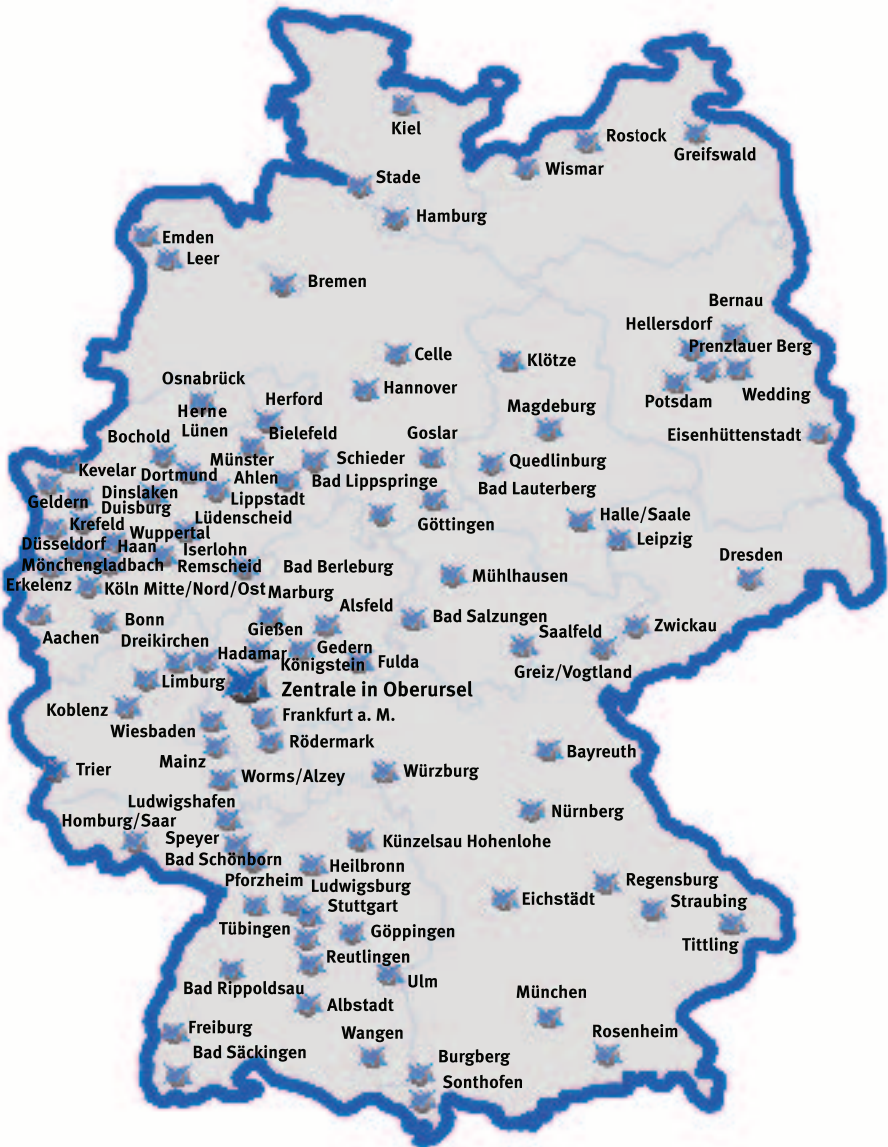 Kiel
Rostock
Greifswald
Wismar
Stade
Hamburg
Emden
Leer
Bremen
Bernau
Hellersdorf
Prenzlauer Berg
Celle
Klötze
Osnabrück
Hannover
Potsdam
Wedding
Herne
Herford
Magdeburg
Lünen
Bochold
Bielefeld
Goslar
Eisenhüttenstadt
Münster
Schieder
Quedlinburg
Kevelar
Dortmund
Ahlen
Bad Lippspringe
Bad Lauterberg
Geldern
Dinslaken
Lippstadt
Duisburg
Krefeld
Lüdenscheid
Göttingen
Halle/Saale
Wuppertal
Leipzig
Düsseldorf
Haan
Iserlohn
Dresden
Mönchengladbach
Remscheid
Bad Berleburg
Mühlhausen
Erkelenz
Köln Mitte/Nord/Ost
Marburg
Alsfeld
Bad Salzungen
Bonn
Zwickau
Aachen
Gießen
Saalfeld
Dreikirchen
Hadamar
Gedern
Königstein
Fulda
Greiz/Vogtland
Limburg
Zentrale in Oberursel
Koblenz
Frankfurt a. M.
Wiesbaden
Rödermark
Bayreuth
Mainz
Trier
Worms/Alzey
Würzburg
Ludwigshafen
Nürnberg
Homburg/Saar
Speyer
Künzelsau Hohenlohe
Bad Schönborn
Heilbronn
Pforzheim
Ludwigsburg
Regensburg
Stuttgart
Eichstädt
Straubing
Tübingen
Göppingen
Tittling
Reutlingen
Bad Rippoldsau
Ulm
München
Albstadt
Freiburg
Wangen
Rosenheim
Bad Säckingen
Burgberg
Sonthofen